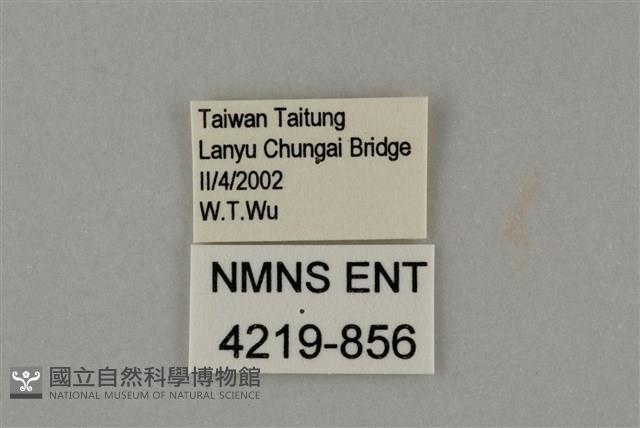 Taiwan Taitung
Lanyu Chungai Bridge
II/4/2002
W.T.Wu
NMNS ENT
4219-856
國立自然科學博物館
NATIONAL MUSEUM OF NATURAL SCIENCE